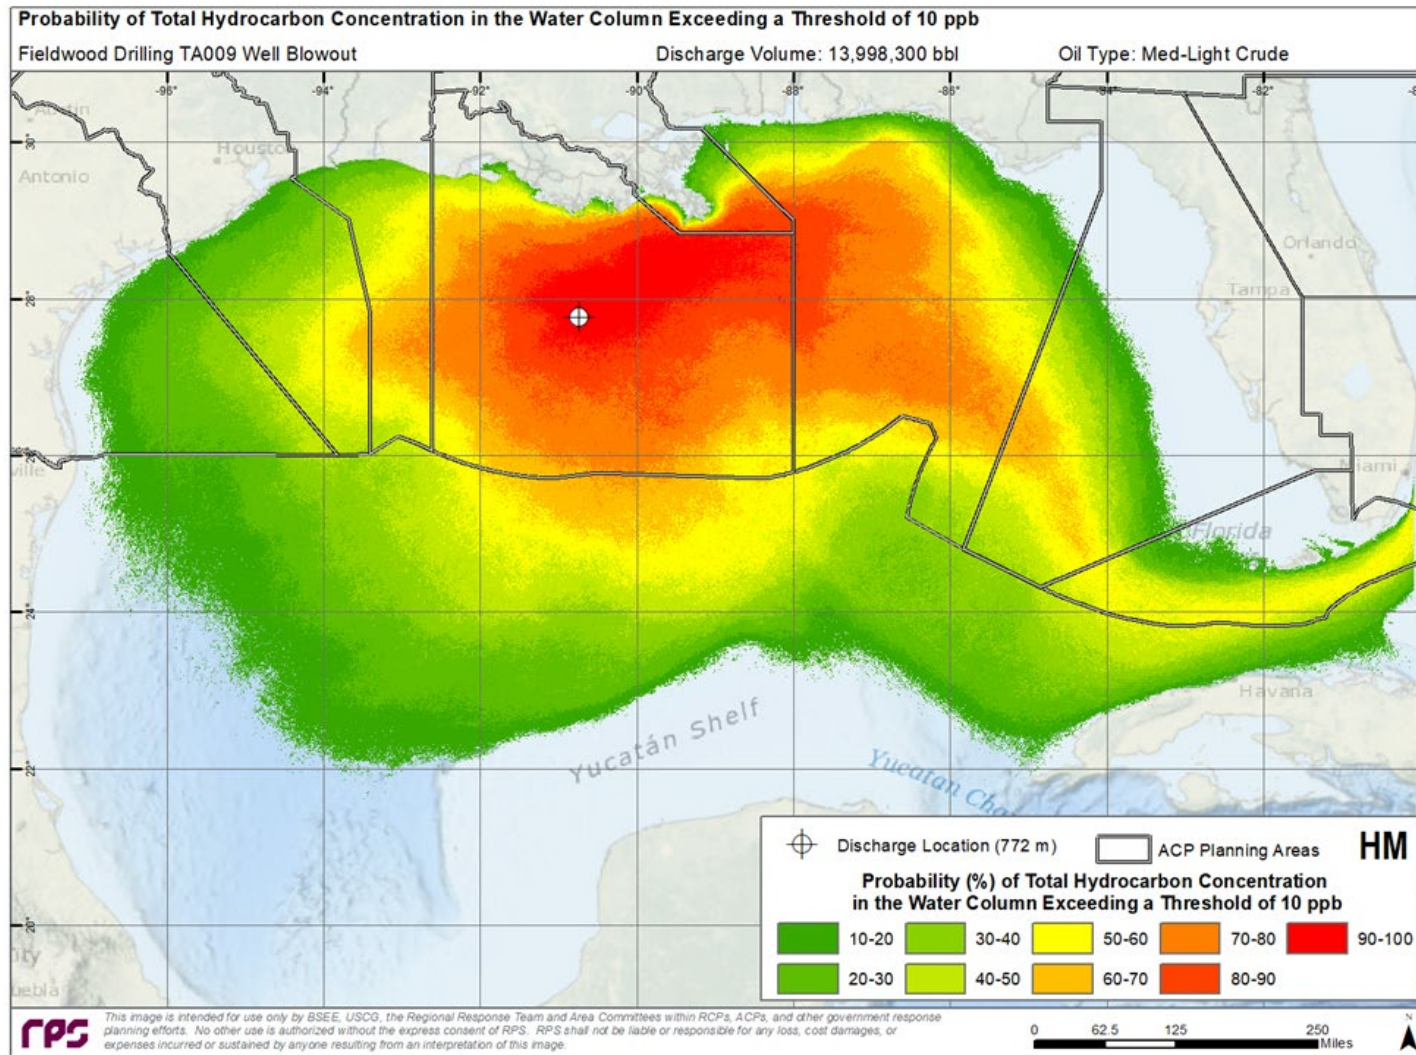 Probability of Total Hydrocarbon Concentration in the Water Column Exceeding a Threshold of 10 ppb
Fieldwood Drilling TA009 Well Blowout Discharge Volume: 13,998,300 bbl Oil Type: Med-Light Crude
-96° -94° -92° -90° -88° -86° -84° -82°
Austin
30°
Houston
Antonio
Orlando
28°
Tampa
26°
ville
Miami
Florida
24°
Havana
Yucatán Shelf
22°
Yucatan Cha
Discharge Location (772 m) ACP Planning Areas HM
Probability (%) of Total Hydrocarbon Concentration
in the Water Column Exceeding a Threshold of 10 ppb
10-20 30-40 50-60 70-80 90-100
20-30 40-50 60-70 80-90
20°
ity
uebla
rps
This image is intended for use only by BSEE, USCG, the Regional Response Team and Area Committees within RCPs, ACPs, and other government response
planning efforts. No other use is authorized without the express consent of RPS. RPS shall not be liable or responsible for any loss, cost damages, or
expenses incurred or sustained by anyone resulting from an interpretation of this image.
0 62.5 125 250
Miles
N